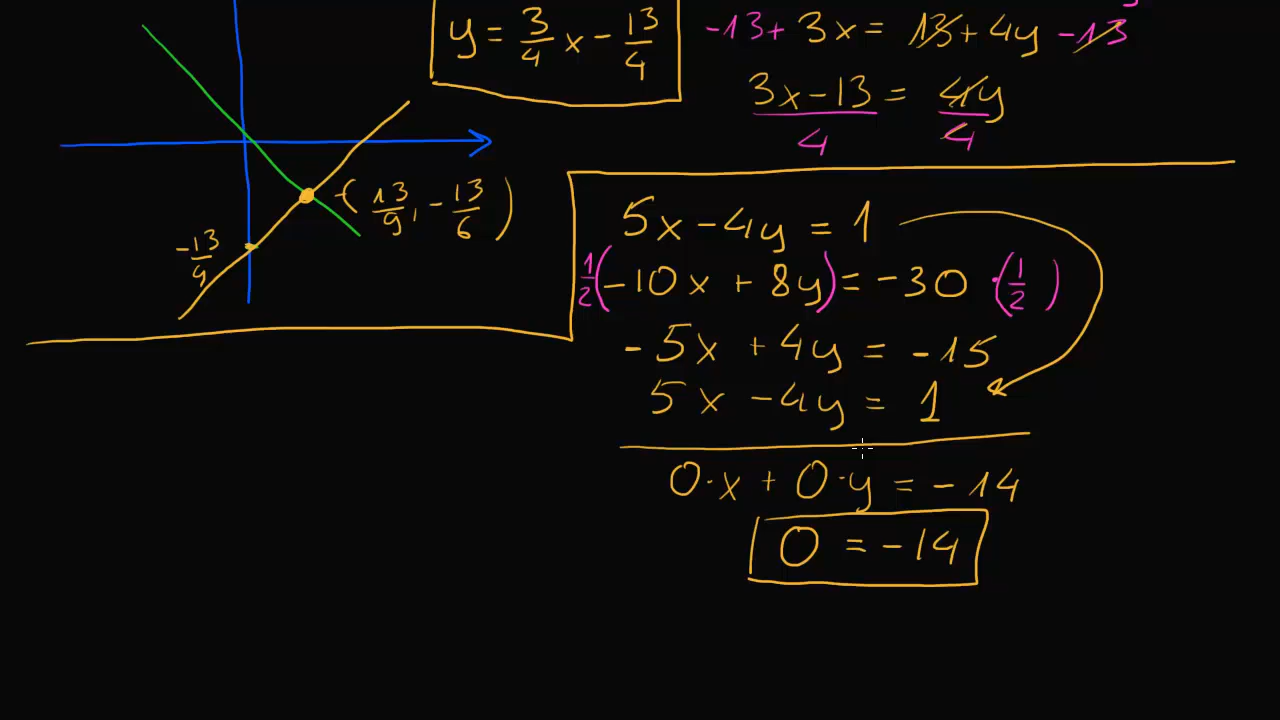 y = 3/4 x - 13/4
-13 + 3x = 13 + 4y - 13
3x - 13 = 4y
4 4
(13/9, -13/6)
-13/4
5x - 4y = 1
1/2 (-10x + 8y) = -30 · (1/2)
-5x + 4y = -15
5x - 4y = 1
0·x + 0·y = -14
0 = -14